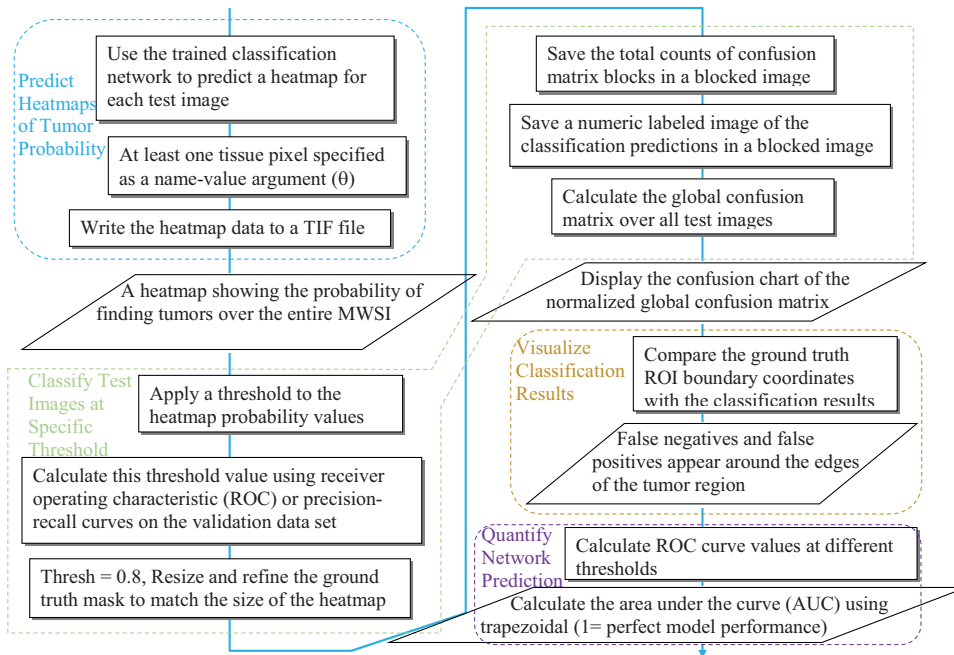 Predict
Heatmaps
of Tumor
Probability
Use the trained classification
network to predict a heatmap for
each test image
At least one tissue pixel specified
as a name-value argument (θ)
Write the heatmap data to a TIF file
A heatmap showing the probability of
finding tumors over the entire MWSI
Classify Test
Images at
Specific
Threshold
Apply a threshold to the
heatmap probability values
Calculate this threshold value using receiver
operating characteristic (ROC) or precision-
recall curves on the validation data set
Thresh = 0.8, Resize and refine the ground
truth mask to match the size of the heatmap
Save the total counts of confusion
matrix blocks in a blocked image
Save a numeric labeled image of the
classification predictions in a blocked image
Calculate the global confusion
matrix over all test images
Display the confusion chart of the
normalized global confusion matrix
Visualize
Classification
Results
Compare the ground truth
ROI boundary coordinates
with the classification results
False negatives and false
positives appear around the edges
of the tumor region
Quantify
Network
Prediction
Calculate ROC curve values at different
thresholds
Calculate the area under the curve (AUC) using
trapezoidal (1= perfect model performance)